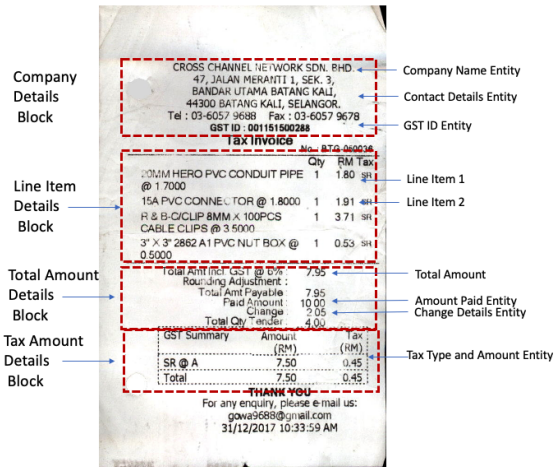 Company
Details
Block
Line Item
Details
Block
Total Amount
Details
Block
Tax Amount
Details
Block
CROSS CHANNEL NETWORK SDN. BHD.
47, JALAN MERANTI 1, SEK. 3,
BANDAR UTAMA BATANG KALI,
44300 BATANG KALI, SELANGOR.
Tel : 03-6057 9688 Fax : 03-6057 9678
GST ID : 001151500288
Tax Invoice
No : BTG-050036
Qty RM Tax
20MM HERO PVC CONDUIT PIPE 1 1.80 SR
@ 1.7000
15A PVC CONNECTOR @ 1.8000 1 1.91 SR
R & B-C/CLIP 8MM X 100PCS 1 3.71 SR
CABLE CLIPS @ 3.5000
3" X 3" 2862 A1 PVC NUT BOX @ 1 0.53 SR
0.5000
Total Amt Incl. GST @ 6% 7.95
Rounding Adjustment :
Total Amt Payable : 7.95
Paid Amount : 10.00
Change : 2.05
Total Qty Tender : 4.00
GST Summary Amount Tax
(RM) (RM)
SR @ A 7.50 0.45
Total 7.50 0.45
THANK YOU
For any enquiry, please e-mail us:
gowa9688@gmail.com
31/12/2017 10:33:59 AM
Company Name Entity
Contact Details Entity
GST ID Entity
Line Item 1
Line Item 2
Total Amount
Amount Paid Entity
Change Details Entity
Tax Type and Amount Entity